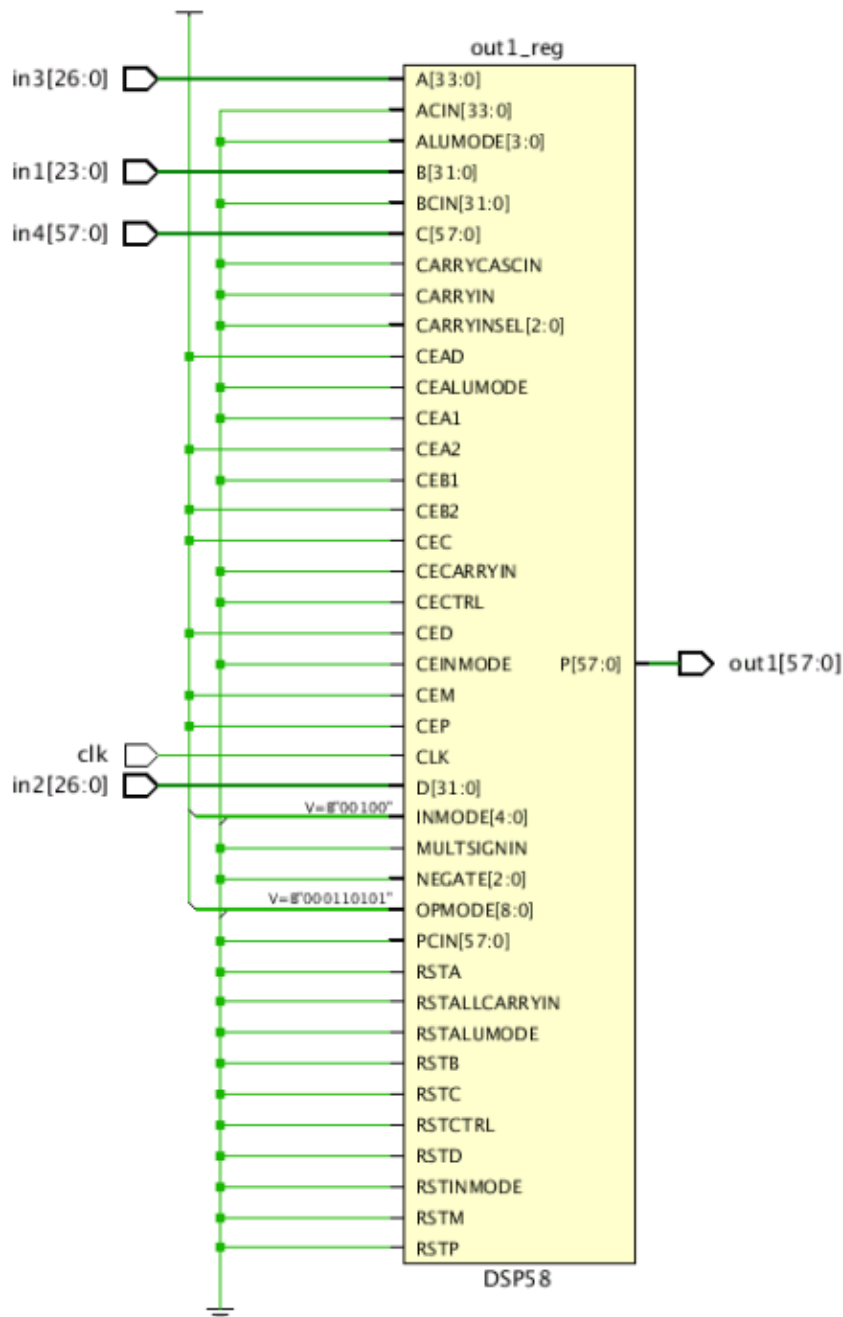 out1_reg
in3[26:0] A[33:0]
ACIN[33:0]
ALUMODE[3:0]
in1[23:0] B[31:0]
BCIN[31:0]
in4[57:0] C[57:0]
CARRYCASCIN
CARRYIN
CARRYINSEL[2:0]
CEAD
CEALUMODE
CEA1
CEA2
CEB1
CEB2
CEC
CECARRYIN
CECTRL
CED
CEINMODE P[57:0] out1[57:0]
CEM
CEP
clk CLK
in2[26:0] D[31:0]
V=B"00100" INMODE[4:0]
MULTSIGNIN
NEGATE[2:0]
V=B"000110101" OPMODE[8:0]
PCIN[57:0]
RSTA
RSTALLCARRYIN
RSTALUMODE
RSTB
RSTC
RSTCTRL
RSTD
RSTINMODE
RSTM
RSTP
DSP58